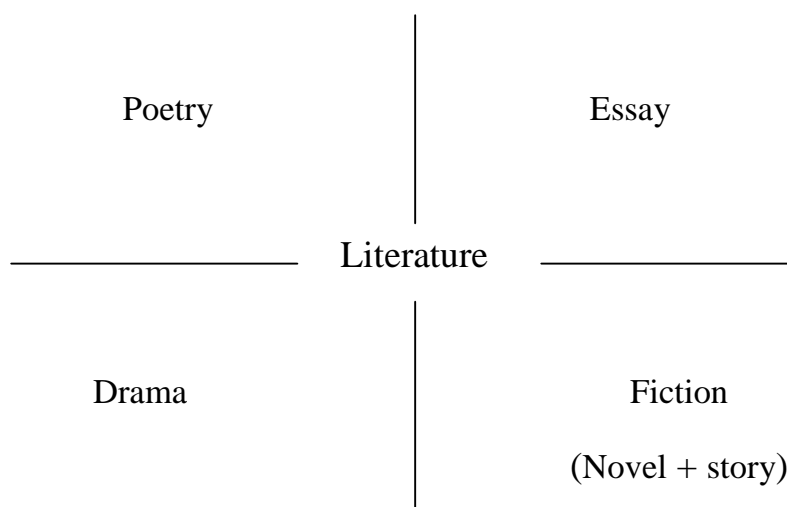 Poetry
Essay
Literature
Drama
Fiction
(Novel + story)